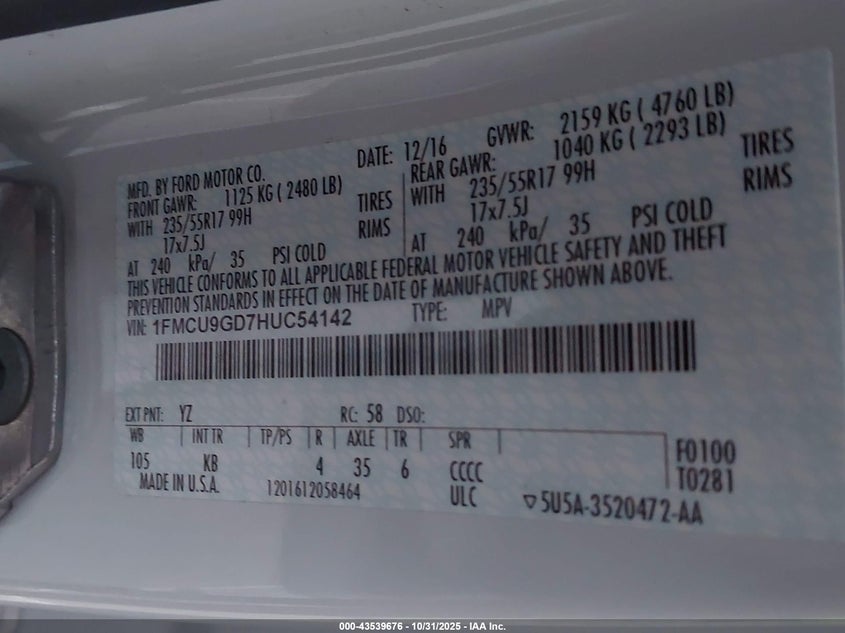 MFD. BY FORD MOTOR CO. DATE: 12/16 GVWR: 2159 KG ( 4760 LB)
FRONT GAWR: 1125 KG ( 2480 LB) REAR GAWR: 1040 KG ( 2293 LB)
WITH 235/55R17 99H TIRES WITH 235/55R17 99H TIRES
17x7.5J RIMS 17x7.5J RIMS
AT 240 kPa/ 35 PSI COLD AT 240 kPa/ 35 PSI COLD
THIS VEHICLE CONFORMS TO ALL APPLICABLE FEDERAL MOTOR VEHICLE SAFETY AND THEFT
PREVENTION STANDARDS IN EFFECT ON THE DATE OF MANUFACTURE SHOWN ABOVE.
VIN: 1FMCU9GD7HUC54142 TYPE: MPV
EXT PNT: YZ RC: 58 DSO:
WB INT TR TP/PS R AXLE TR SPR F0100
105 KB 4 35 6 CCCC T0281
MADE IN U.S.A. 1201612058464 ULC ▽5U5A-3520472-AA
000-43539676 - 10/31/2025 - IAA Inc.